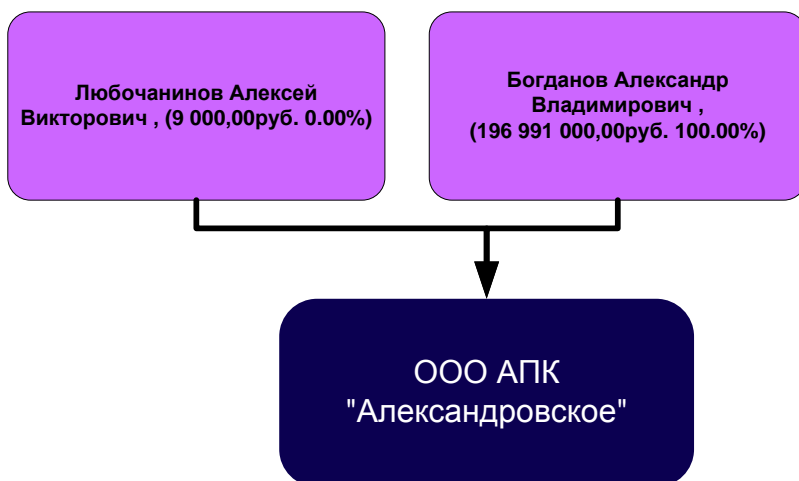 Любочанинов Алексей
Викторович , (9 000,00руб. 0.00%)
Богданов Александр
Владимирович ,
(196 991 000,00руб. 100.00%)
ООО АПК
"Александровское"